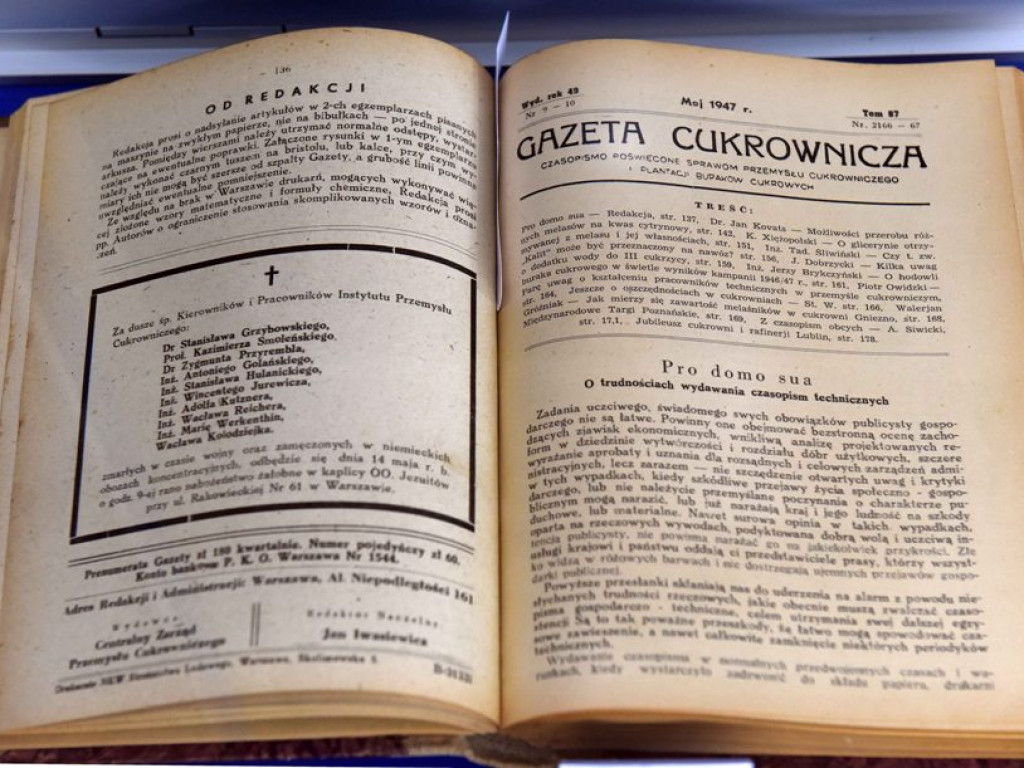 — 136
OD REDAKCJI
Redakcja prosi o nadsyłanie artykułów w 2-ch egzemplarzach pisanych
na maszynie na zwykłym papierze, nie na bibułkach — po jednej stronie
arkusza. Pomiędzy wierszami należy utrzymać normalne odstępy, wystar-
czające na ewentualne poprawki. Załączone rysunki w 1-ym egzemplarzu
należy wykonać czarnym tuszem na bristolu, lub kalce, przy czym wy-
miary ich nie mogą być szersze od szpalty Gazety, a grubość linii powinna
uwzględniać ewentualne pomniejszenie.
Ze względu na brak w Warszawie drukarń, mogących wykonywać wię-
cej złożone wzory matematyczne i formuły chemiczne, Redakcja prosi
pp. Autorów o ograniczenie stosowania skomplikowanych wzorów i ozna-
czeń.
Za dusze śp. Kierowników i Pracowników Instytutu Przemysłu
Cukrowniczego:
Dr Stanisława Grzybowskiego,
Prof. Kazimierza Smoleńskiego,
Dr Zygmunta Przyrembla,
Inż. Antoniego Golańskiego,
Inż. Stanisława Hulanickiego,
Inż. Wincentego Jurewicza,
Inż. Adolfa Kutznera,
Inż. Wacława Reichera,
Inż. Marię Werkenthin,
Wacława Kołodziejka.
zmarłych w czasie wojny oraz zamęczonych w niemieckich
obozach koncentracyjnych, odbędzie się dnia 14 maja r. b.
o godz. 9-ej rano nabożeństwo żałobne w kaplicy OO. Jezuitów
przy ul. Rakowieckiej Nr 61 w Warszawie.
Prenumerata Gazety zł 180 kwartalnie. Numer pojedyńczy zł 60.
Konto bankowe P. K. O. Warszawa Nr 1544.
Adres Redakcji i Administracji: Warszawa, Al. Niepodległości 161
Wydawca:
Centralny Zarząd
Przemysłu Cukrowniczego
Redaktor Naczelny
Jan Iwasiewicz
Drukarnia NKW Stronnictwa Ludowego, Warszawa,
Wyd. rok 43
Nr 9 — 10
Maj 1947 r.
Tom 87
Nr. 2166 — 67
GAZETA CUKROWNICZA
CZASOPISMO POŚWIĘCONE SPRAWOM PRZEMYSŁU CUKROWNICZEGO
I PLANTACJI BURAKÓW CUKROWYCH
TREŚĆ:
Pro domo sua — Redakcja, str. 137, Dr. Jan Kovats — Możliwości przerobu róż-
nych melasów na kwas cytrynowy, str. 142, K. Xiężopolski — O glicerynie otrzy-
mywanej z melasu i jej własnościach, str. 151, Inż. Tad. Śliwiński — Czy t. zw.
„Kalit" może być przeznaczony na nawóz? str. 156, J. Dobrzycki — Kilka uwag
o dodatku wody do III cukrzycy, str. 159, Inż. Jerzy Brykczyński — O hodowli
buraka cukrowego w świetle wyników kampanii 1946/47 r., str. 161, Piotr Owidzki —
Parę uwag o kształceniu pracowników technicznych w przemyśle cukrowniczym,
str. 164, Jeszcze o oszczędnościach w cukrowniach — St. W. str. 166, Walerjan
Gróźniak — Jak mierzy się zawartość melaśników w cukrowni Gniezno, str. 168,
Międzynarodowe Targi Poznańskie, str. 169, Z czasopism obcych — A. Siwicki,
str. 17,1, Jubileusz cukrowni i rafinerji Lublin, str. 178.
Pro domo sua
O trudnościach wydawania czasopism technicznych
Zadania uczciwego, świadomego swych obowiązków publicysty gospo-
darczego nie są łatwe. Powinny one obejmować bezstronną ocenę zacho-
dzących zjawisk ekonomicznych, wnikliwą analizę projektowanych re-
form w dziedzinie wytwórczości i rozdziału dóbr użytkowych, szczere
wyrażanie aprobaty i uznania dla rozsądnych i celowych zarządzeń admi-
nistracyjnych, lecz zarazem — nie szczędzenie otwartych uwag i krytyki
w tych wypadkach, kiedy szkodliwe przejawy życia społeczno - gospo-
darczego, lub nie należycie przemyślane poczynania o charakterze pu-
blicznym mogą narazić, lub już narażają kraj i jego ludność na szkody
duchowe, lub materialne. Nawet surowa opinia w takich wypadkach,
oparta na rzeczowych wywodach, podyktowana dobrą wolą i uczciwą in-
tencją publicysty, nie powinna narażać go na jakiekolwiek przykrości. Złe
usługi krajowi i państwu oddają ci przedstawiciele prasy, którzy wszyst-
ko widzą w różowych barwach i nie dostrzegają ujemnych przejawów gospo-
darki publicznej.
Powyższe przesłanki skłaniają nas do uderzenia na alarm z powodu nie-
słychanych trudności rzeczowych, jakie obecnie muszą zwalczać czaso-
pisma gospodarczo - techniczne, celem utrzymania swej dalszej egzy-
stencji. Są to tak poważne przeszkody, że łatwo mogą spowodować cza-
sowe zawieszenie, a nawet całkowite zamknięcie niektórych periodyków
technicznych.
Wydawanie czasopisma w normalnych przedwojennych czasach i wa-
runkach, kiedy wystarczyło zadzwonić do składu papieru, drukarni